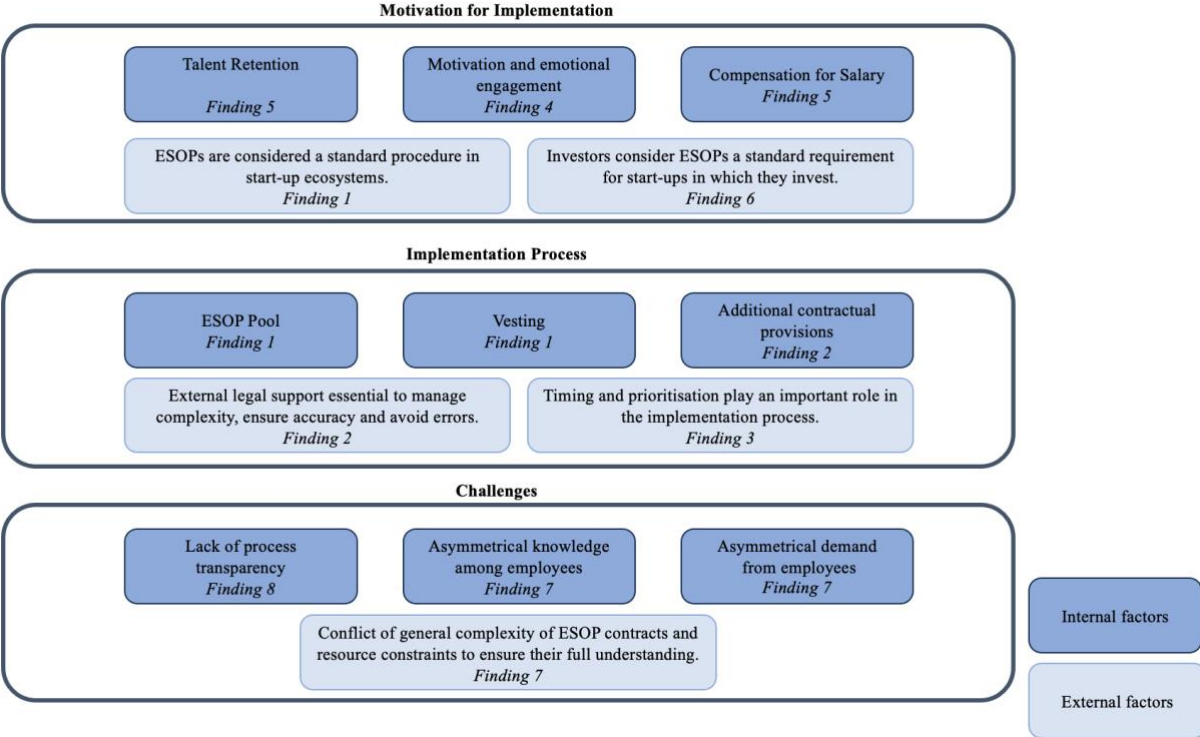 Motivation for Implementation
Talent Retention
Finding 5
Motivation and emotional
engagement
Finding 4
Compensation for Salary
Finding 5
ESOPs are considered a standard procedure in
start-up ecosystems.
Finding 1
Investors consider ESOPs a standard requirement
for start-ups in which they invest.
Finding 6
Implementation Process
ESOP Pool
Finding 1
Vesting
Finding 1
Additional contractual
provisions
Finding 2
External legal support essential to manage
complexity, ensure accuracy and avoid errors.
Finding 2
Timing and prioritisation play an important role in
the implementation process.
Finding 3
Challenges
Lack of process
transparency
Finding 8
Asymmetrical knowledge
among employees
Finding 7
Asymmetrical demand
from employees
Finding 7
Conflict of general complexity of ESOP contracts and
resource constraints to ensure their full understanding.
Finding 7
Internal factors
External factors